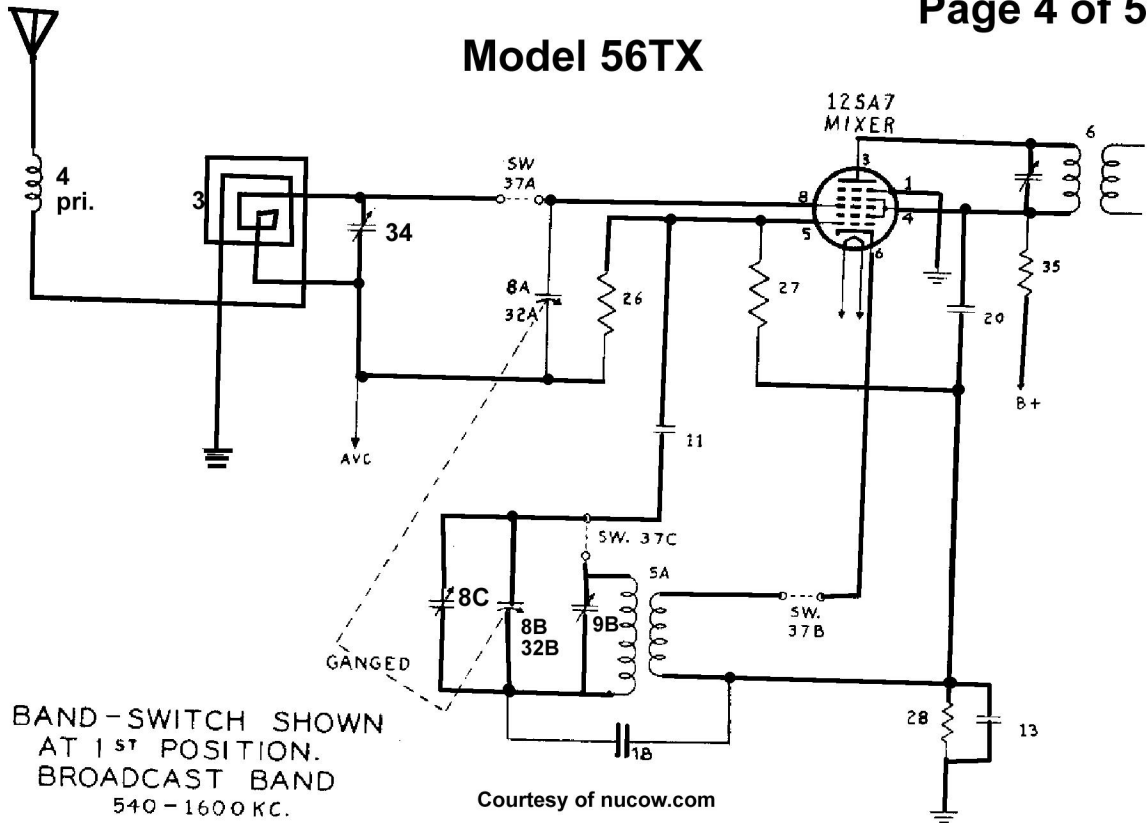 Page 4 of 5
Model 56TX
12SA7
MIXER
6
3
1
4
pri.
3
SW
37A
8
4
5
6
34
8A
32A
26
27
35
20
B+
AVC
11
SW. 37C
5A
8C
8B
32B
9B
SW.
37B
GANGED
28
13
18
BAND-SWITCH SHOWN
AT 1ST POSITION.
BROADCAST BAND
540-1600 KC.
Courtesy of nucow.com